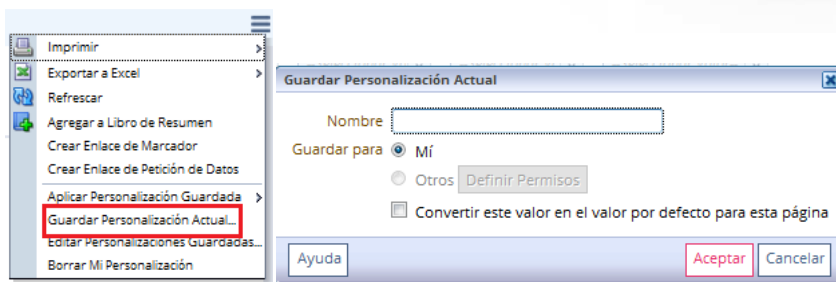 Imprimir
Exportar a Excel
Refrescar
Agregar a Libro de Resumen
Crear Enlace de Marcador
Crear Enlace de Petición de Datos
Aplicar Personalización Guardada
Guardar Personalización Actual...
Editar Personalizaciones Guardadas...
Borrar Mi Personalización
Guardar Personalización Actual
Nombre
Guardar para Mí
Otros Definir Permisos
Convertir este valor en el valor por defecto para esta página
Ayuda Aceptar Cancelar